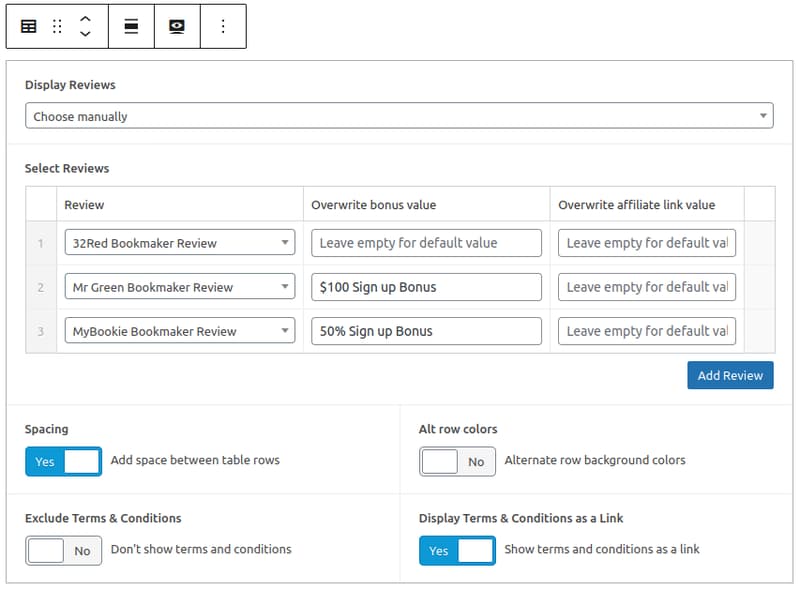 Display Reviews
Choose manually
Select Reviews
Review Overwrite bonus value Overwrite affiliate link value
1 32Red Bookmaker Review Leave empty for default value Leave empty for default val
2 Mr Green Bookmaker Review $100 Sign up Bonus Leave empty for default val
3 MyBookie Bookmaker Review 50% Sign up Bonus Leave empty for default val
Add Review
Spacing Alt row colors
Yes Add space between table rows No Alternate row background colors
Exclude Terms & Conditions Display Terms & Conditions as a Link
No Don't show terms and conditions Yes Show terms and conditions as a link